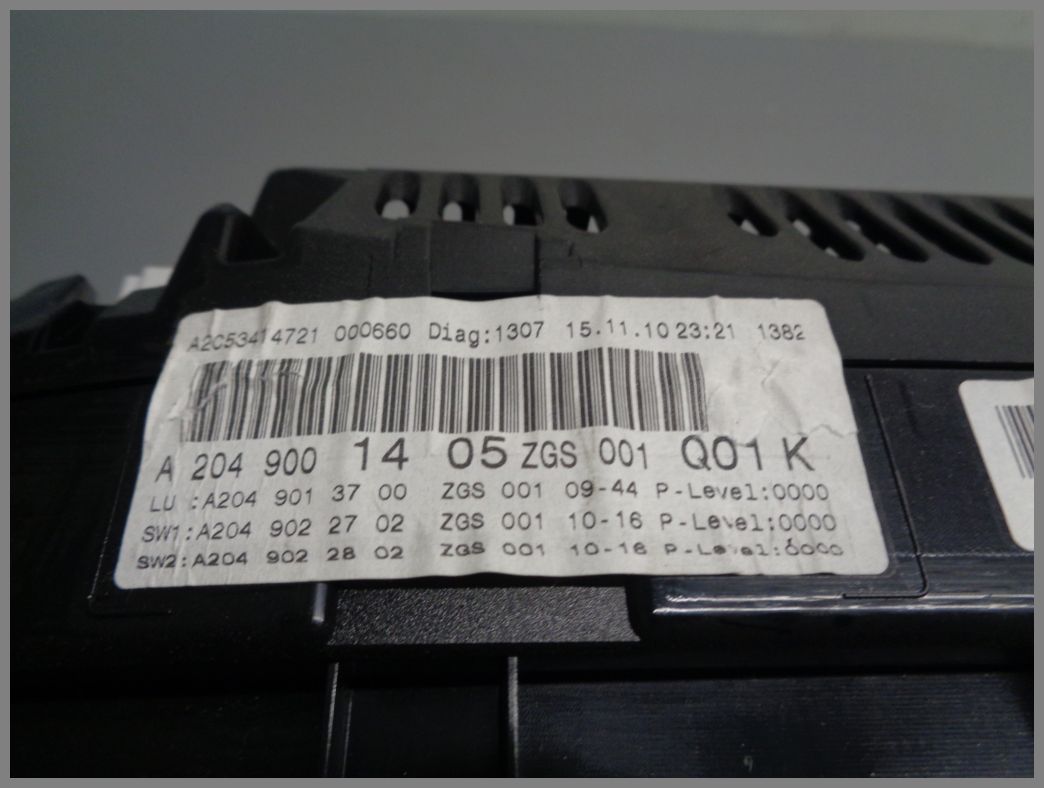 A2C53414721 000660 Diag:1307 15.11.10 23:21 1382
A 204 900 14 05 ZGS 001 Q01 K
LU :A204 901 37 00 ZGS 001 09-44 P-Level:0000
SW1:A204 902 27 02 ZGS 001 10-16 P-Level:0000
SW2:A204 902 28 02 ZGS 001 10-16 P-Level:0000